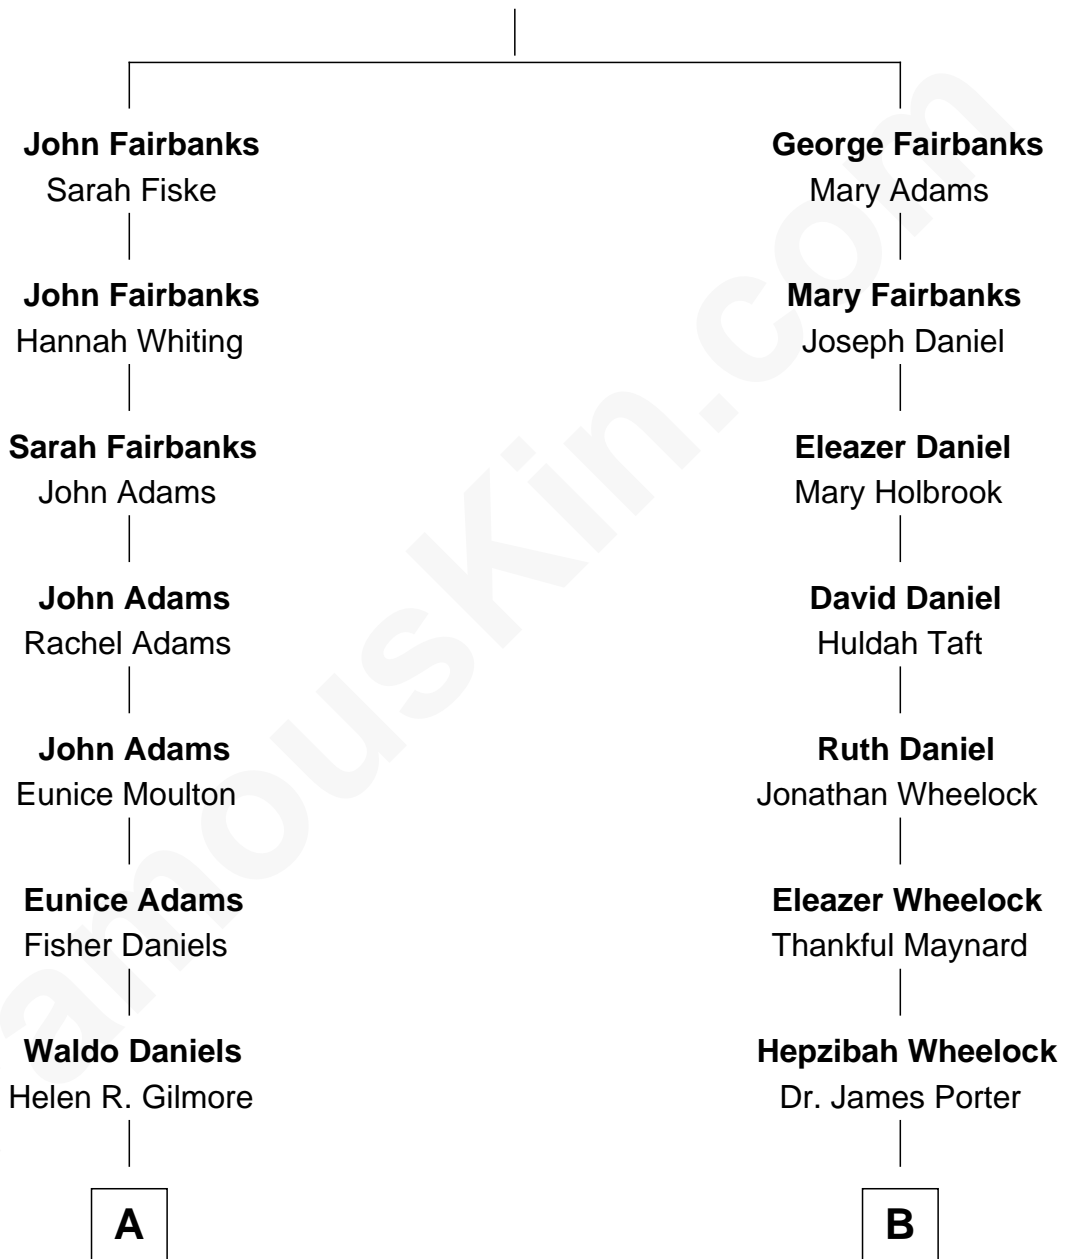 John Fairbanks
Sarah Fiske
John Fairbanks
Hannah Whiting
Sarah Fairbanks
John Adams
John Adams
Rachel Adams
John Adams
Eunice Moulton
Eunice Adams
Fisher Daniels
Waldo Daniels
Helen R. Gilmore
A
George Fairbanks
Mary Adams
Mary Fairbanks
Joseph Daniel
Eleazer Daniel
Mary Holbrook
David Daniel
Huldah Taft
Ruth Daniel
Jonathan Wheelock
Eleazer Wheelock
Thankful Maynard
Hepzibah Wheelock
Dr. James Porter
B
amouskin.com